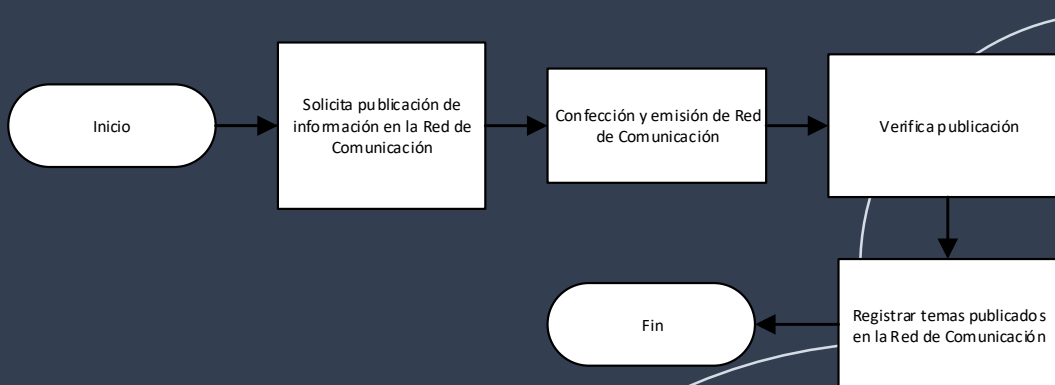 Inicio
Solicita publicación de
información en la Red de
Comunicación
Confección y emisión de Red
de Comunicación
Verifica publicación
Registrar temas publicados
en la Red de Comunicación
Fin